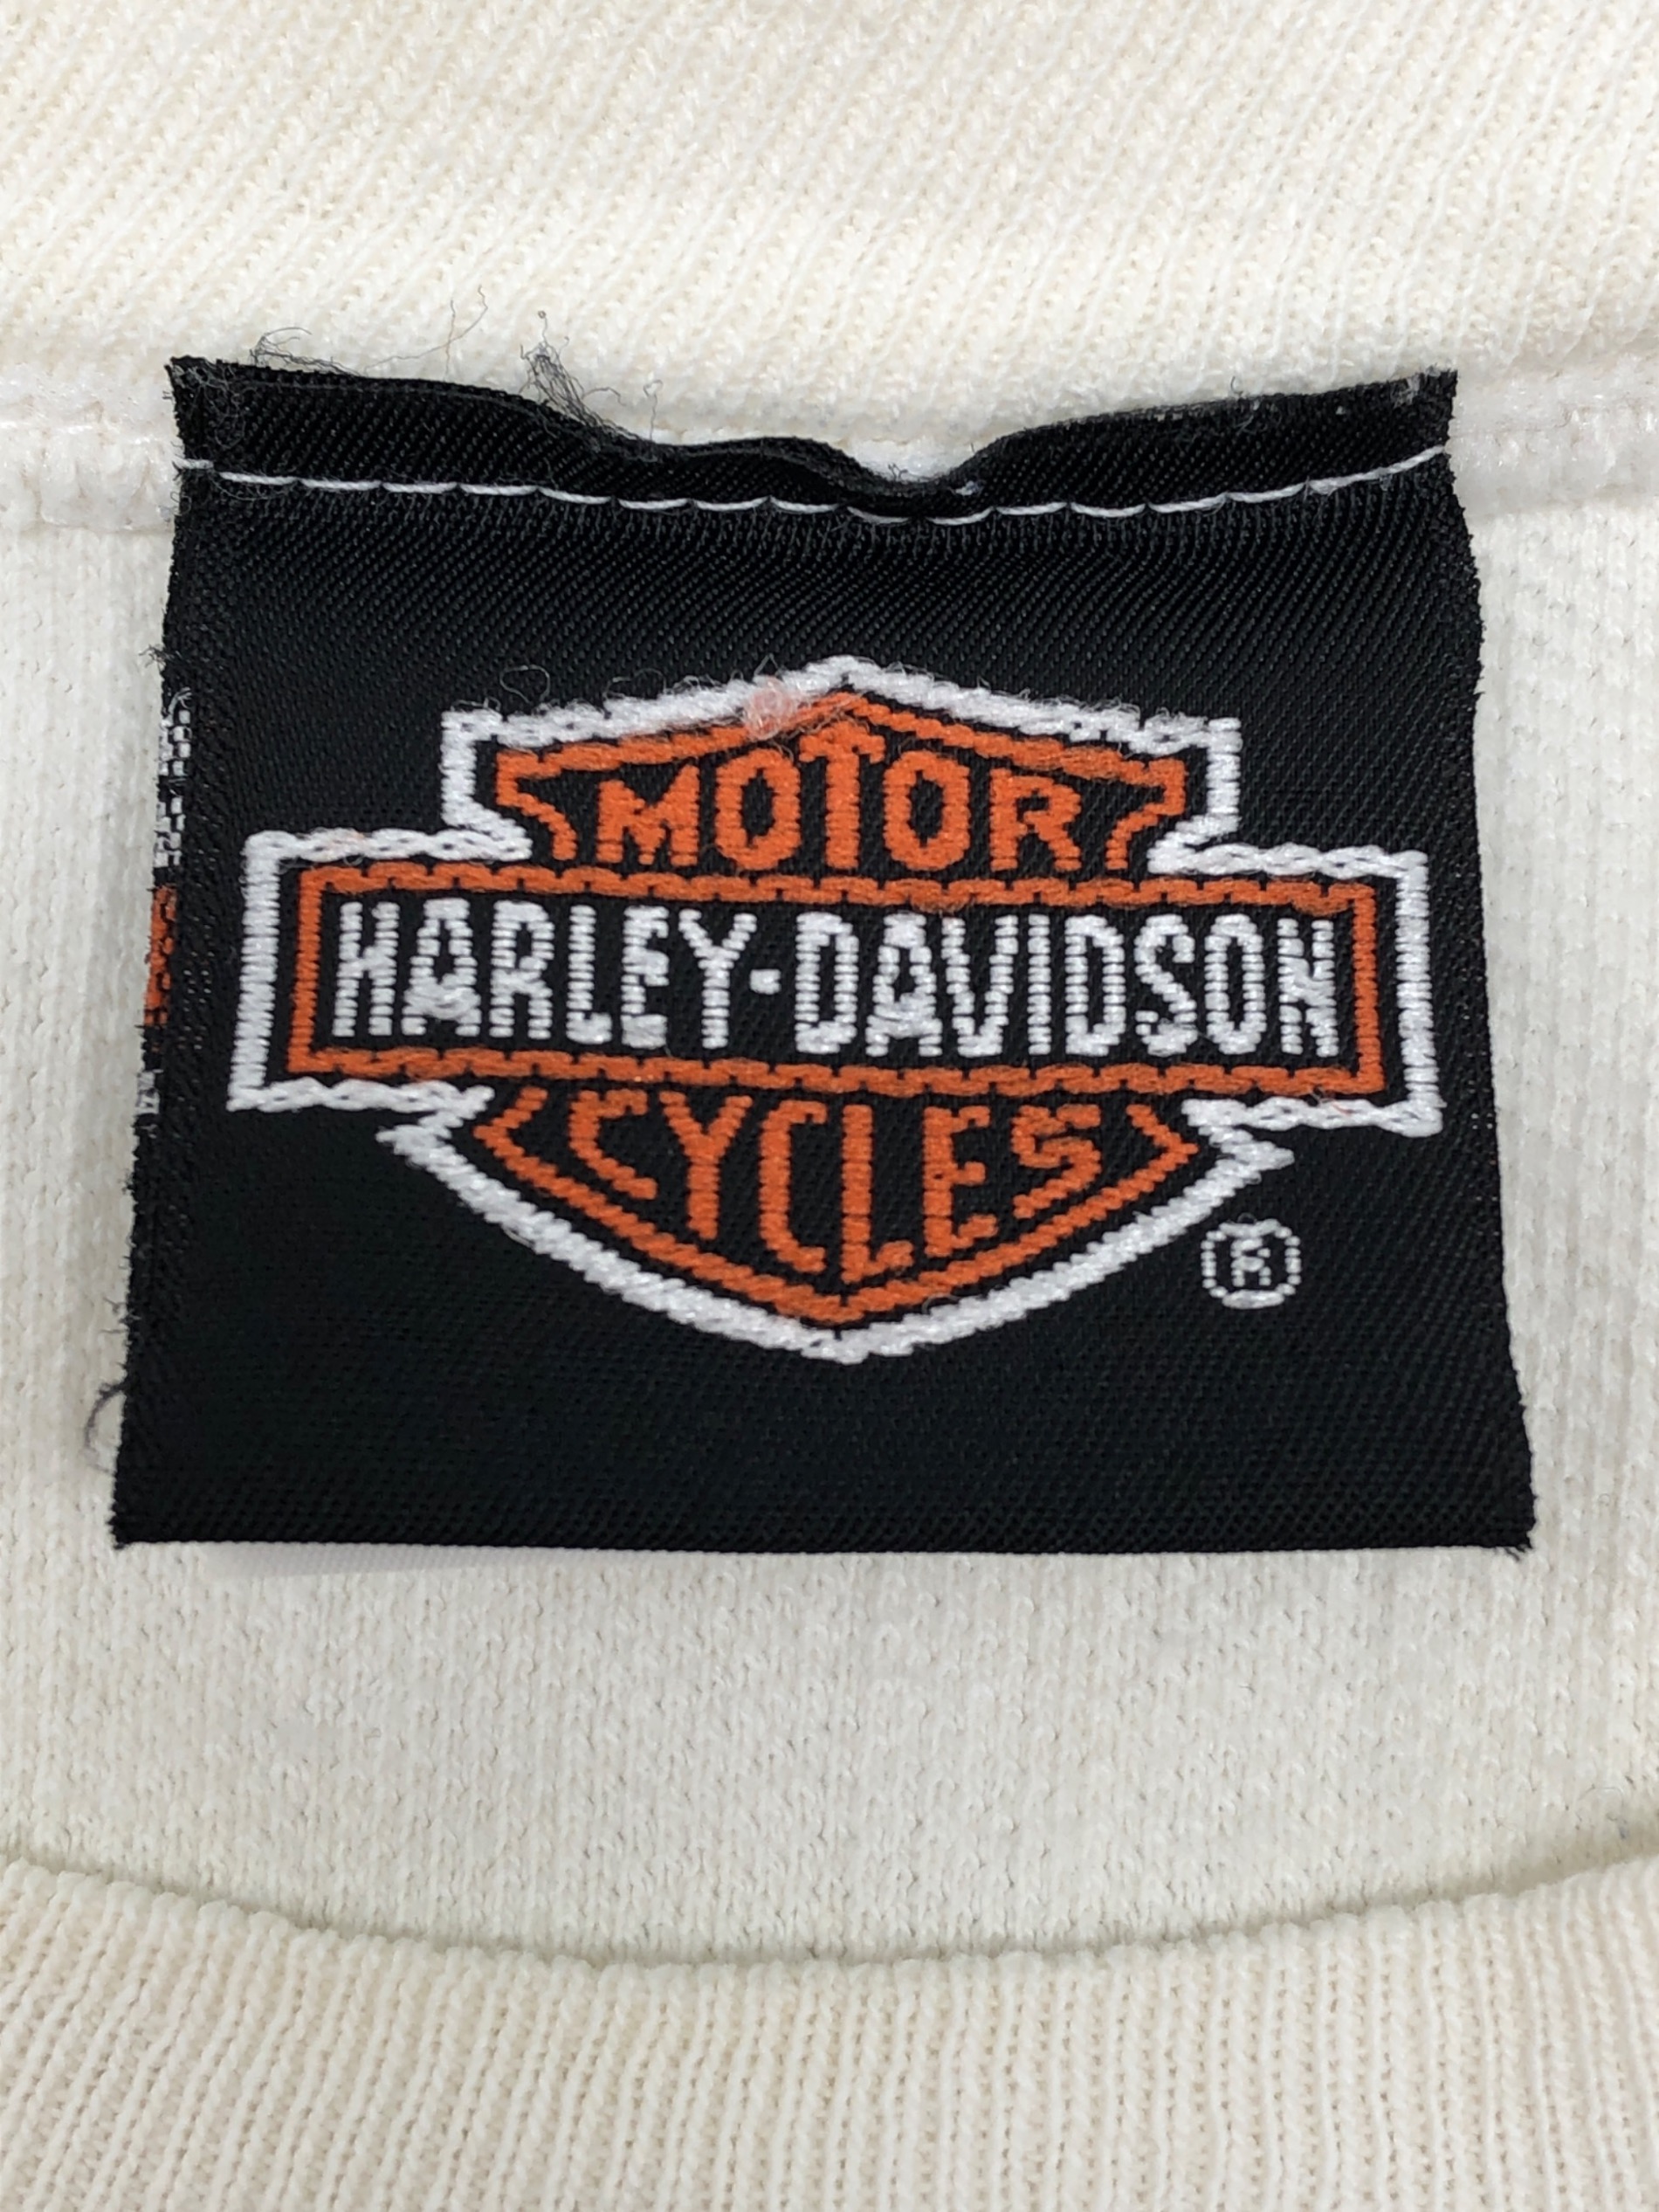 MOTOR
HARLEY-DAVIDSON
CYCLES
®